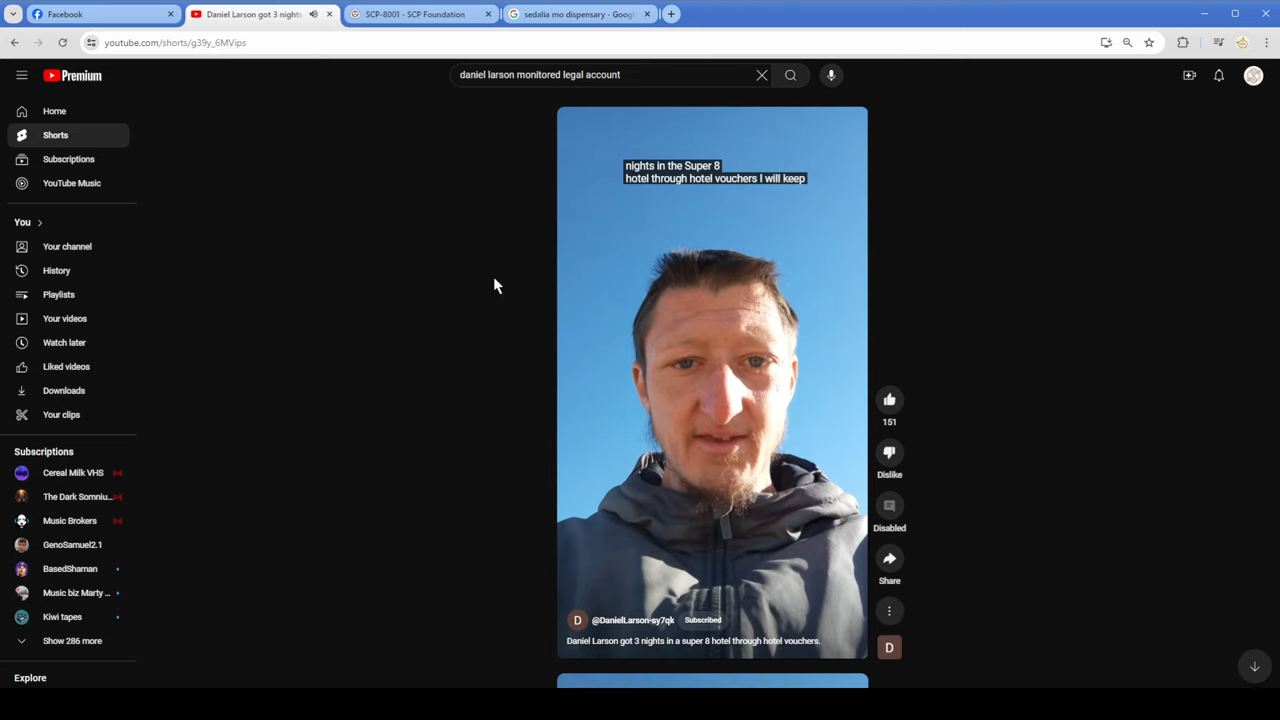 Facebook
Daniel Larson got 3 nights
SCP-8001 - SCP Foundation
sedalia mo dispensary - Goog
youtube.com/shorts/g39y_6MVips
Premium
daniel larson monitored legal account
Home
Shorts
Subscriptions
YouTube Music
You
Your channel
History
Playlists
Your videos
Watch later
Liked videos
Downloads
Your clips
Subscriptions
Cereal Milk VHS
The Dark Somniu...
Music Brokers
GenoSamuel2.1
BasedShaman
Music biz Marty ...
Kiwi tapes
Show 286 more
Explore
nights in the Super 8
hotel through hotel vouchers I will keep
151
Dislike
Disabled
Share
D
D @DanielLarson-sy7qk Subscribed
Daniel Larson got 3 nights in a super 8 hotel through hotel vouchers.